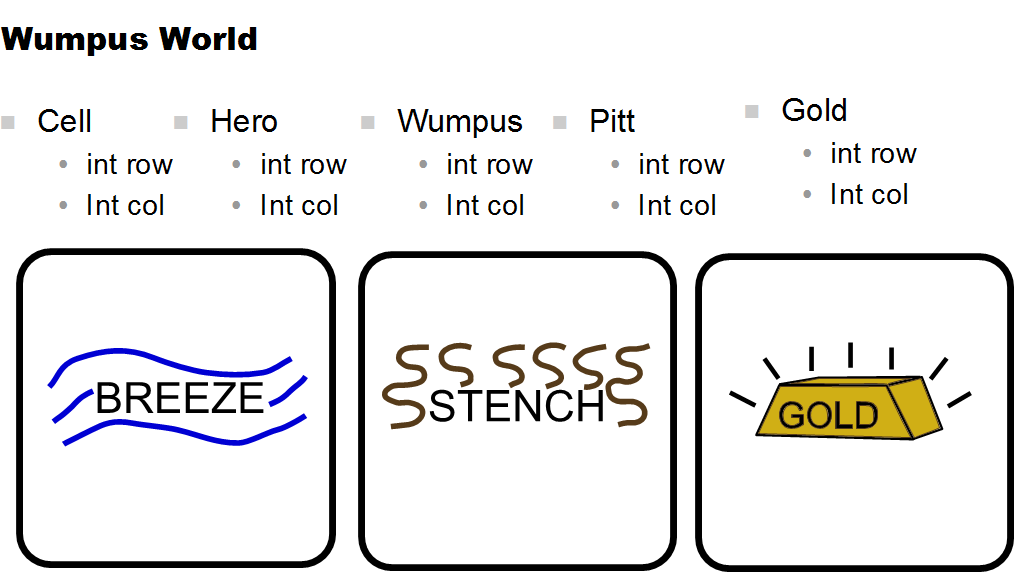 Wumpus World
Cell
int row
Int col
Hero
int row
Int col
Wumpus
int row
Int col
Pitt
int row
Int col
Gold
int row
Int col
BREEZE
STENCH
GOLD